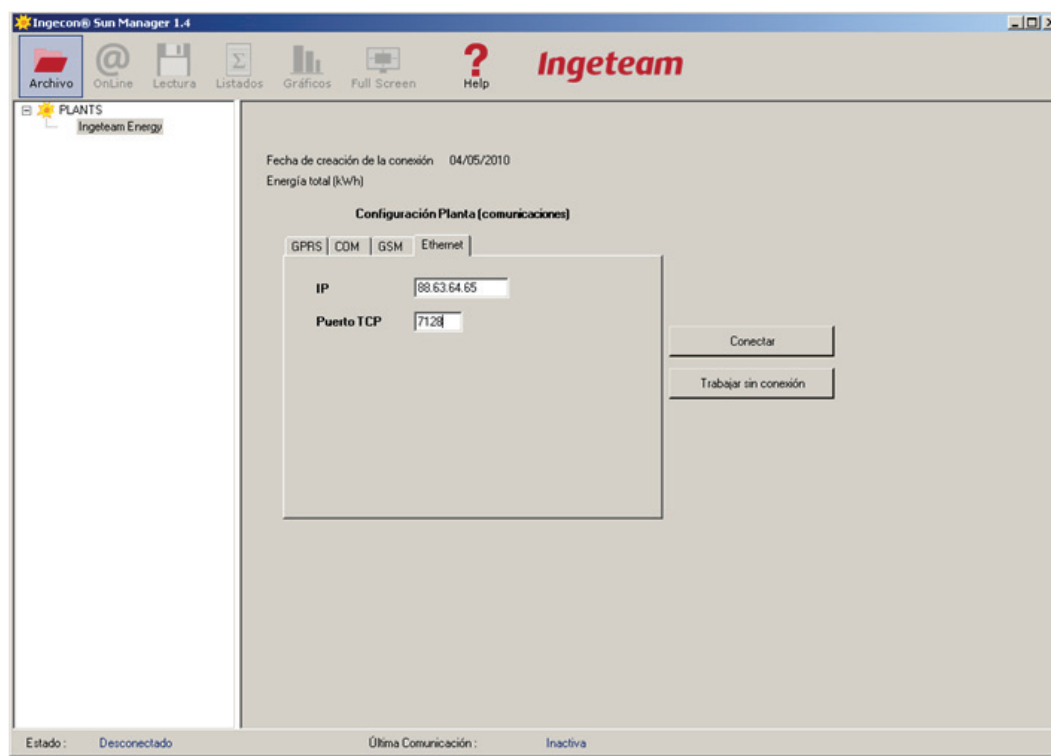 Ingecon® Sun Manager 1.4
Archivo OnLine Lectura Listados Gráficos Full Screen Help Ingeteam
PLANTS
Ingeteam Energy
Fecha de creación de la conexión 04/05/2010
Energía total (kWh)
Configuración Planta (comunicaciones)
GPRS COM GSM Ethernet
IP 88.63.64.65
Puerto TCP 7128
Conectar
Trabajar sin conexión
Estado : Desconectado Última Comunicación : Inactiva